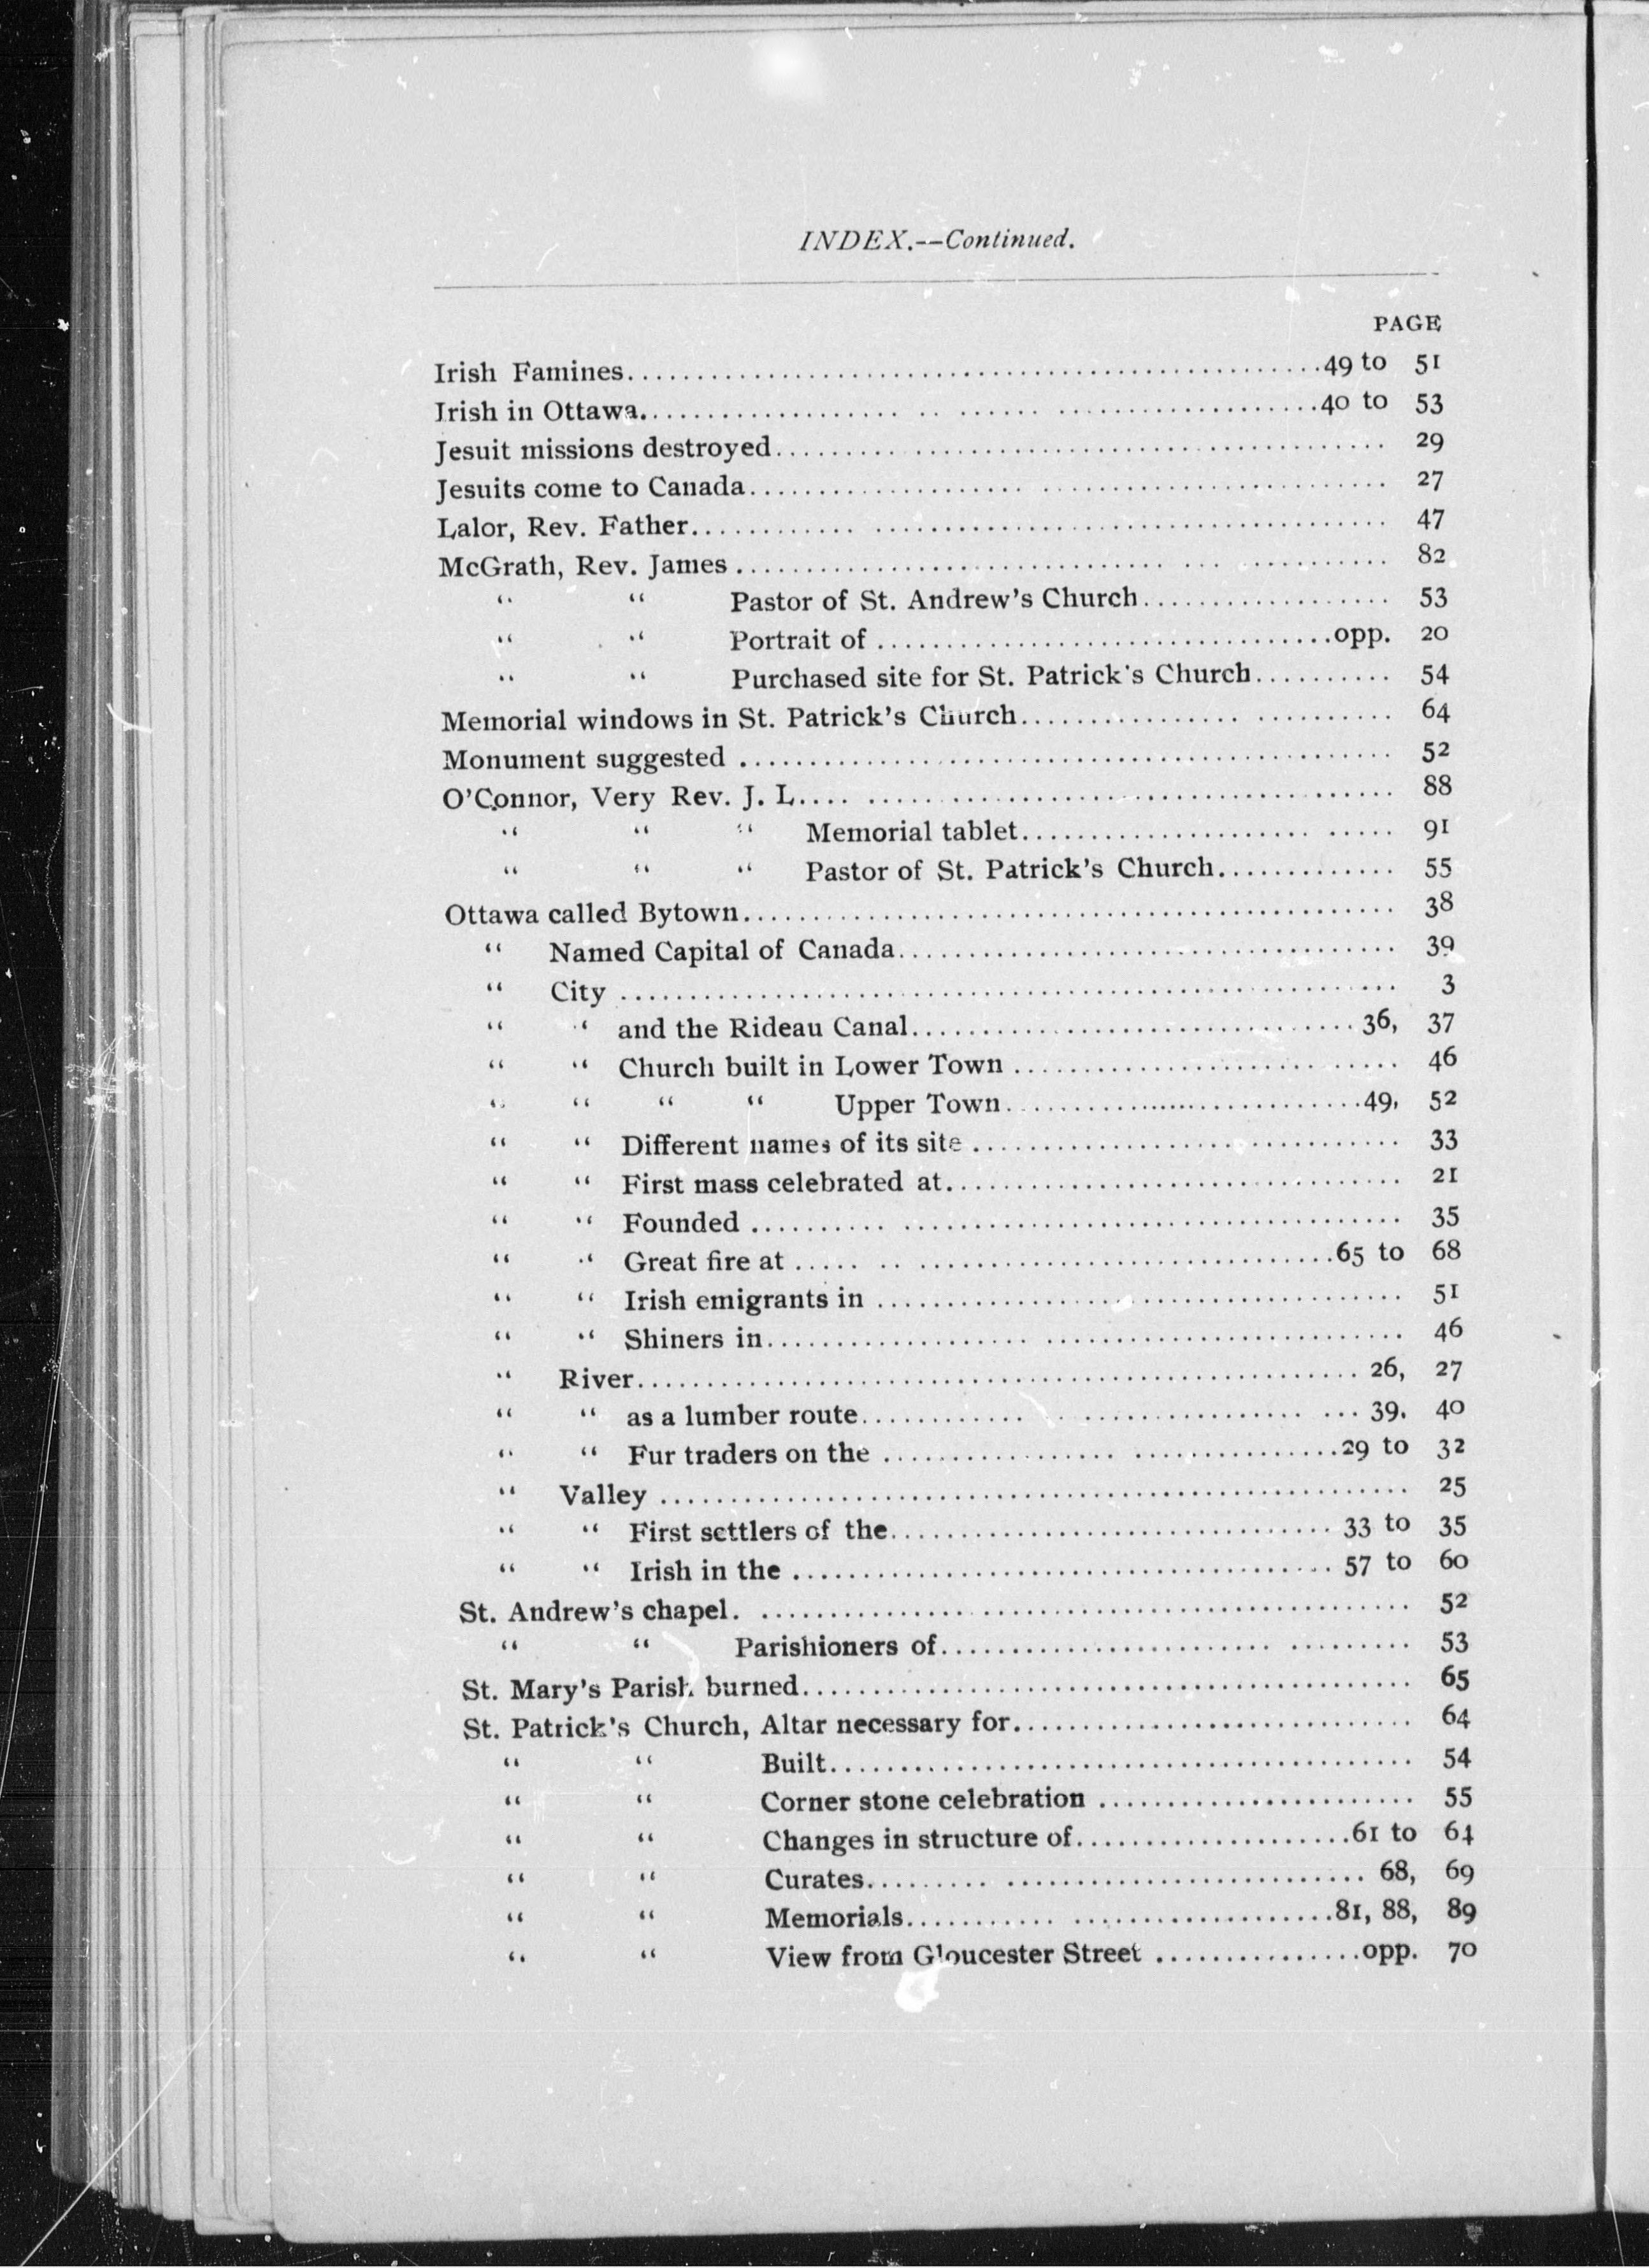 INDEX.--Continued.
PAGE
Irish Famines..................................................49 to 51
Irish in Ottawa..................................................40 to 53
Jesuit missions destroyed............................................. 29
Jesuits come to Canada............................................... 27
Lalor, Rev. Father................................................... 47
McGrath, Rev. James ................................................ 82
" " Pastor of St. Andrew's Church.................. 53
" " Portrait of .................................opp. 20
" " Purchased site for St. Patrick's Church.......... 54
Memorial windows in St. Patrick's Church.......................... 64
Monument suggested ............................................... 52
O'Connor, Very Rev. J. L.... ...................................... 88
" " " Memorial tablet.......................... 91
" " " Pastor of St. Patrick's Church............. 55
Ottawa called Bytown............................................... 38
" Named Capital of Canada.................................... 39
" City ........................................................ 3
" " and the Rideau Canal................................36, 37
" " Church built in Lower Town ............................ 46
" " " " Upper Town..........................49, 52
" " Different names of its site ............................... 33
" " First mass celebrated at................................. 21
" " Founded ............................................... 35
" " Great fire at .......................................65 to 68
" " Irish emigrants in ...................................... 51
" " Shiners in.............................................. 46
" River.................................................... 26, 27
" " as a lumber route................................... 39, 40
" " Fur traders on the .................................29 to 32
" Valley ...................................................... 25
" " First settlers of the................................ 33 to 35
" " Irish in the ....................................... 57 to 60
St. Andrew's chapel. ............................................... 52
" " Parishioners of.................................. 53
St. Mary's Parish burned............................................ 65
St. Patrick's Church, Altar necessary for............................. 64
" " Built.......................................... 54
" " Corner stone celebration ....................... 55
" " Changes in structure of....................61 to 64
" " Curates.................................... 68, 69
" " Memorials..............................81, 88, 89
" " View from Gloucester Street ...............opp. 70